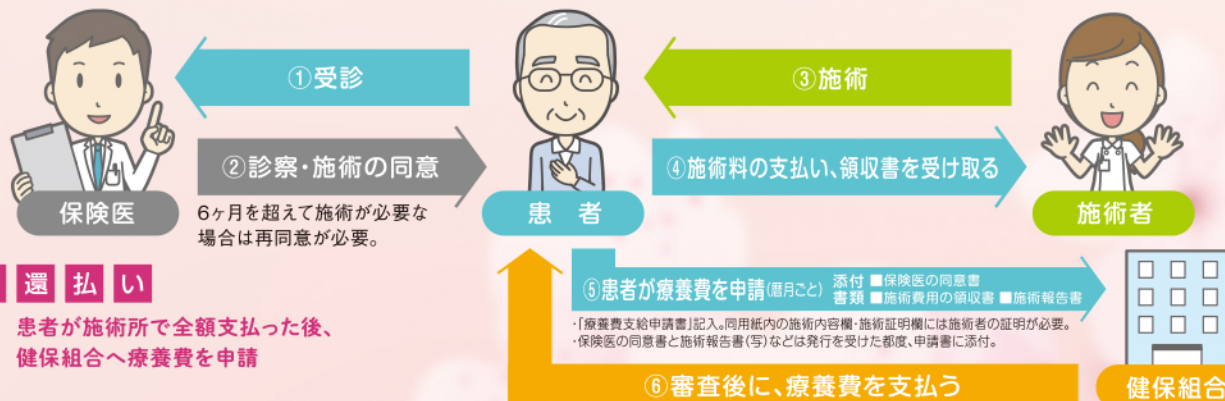 ①受診
③施術
②診察・施術の同意
④施術料の支払い、領収書を受け取る
保険医
患者
施術者
6ヶ月を超えて施術が必要な
場合は再同意が必要。
還払い
患者が施術所で全額支払った後、
健保組合へ療養費を申請
⑤患者が療養費を申請(暦月ごと)
添付 ■保険医の同意書
書類 ■施術費用の領収書 ■施術報告書
・「療養費支給申請書」記入。同用紙内の施術内容欄・施術証明欄には施術者の証明が必要。
・保険医の同意書と施術報告書(写)などは発行を受けた都度、申請書に添付。
⑥審査後に、療養費を支払う
健保組合